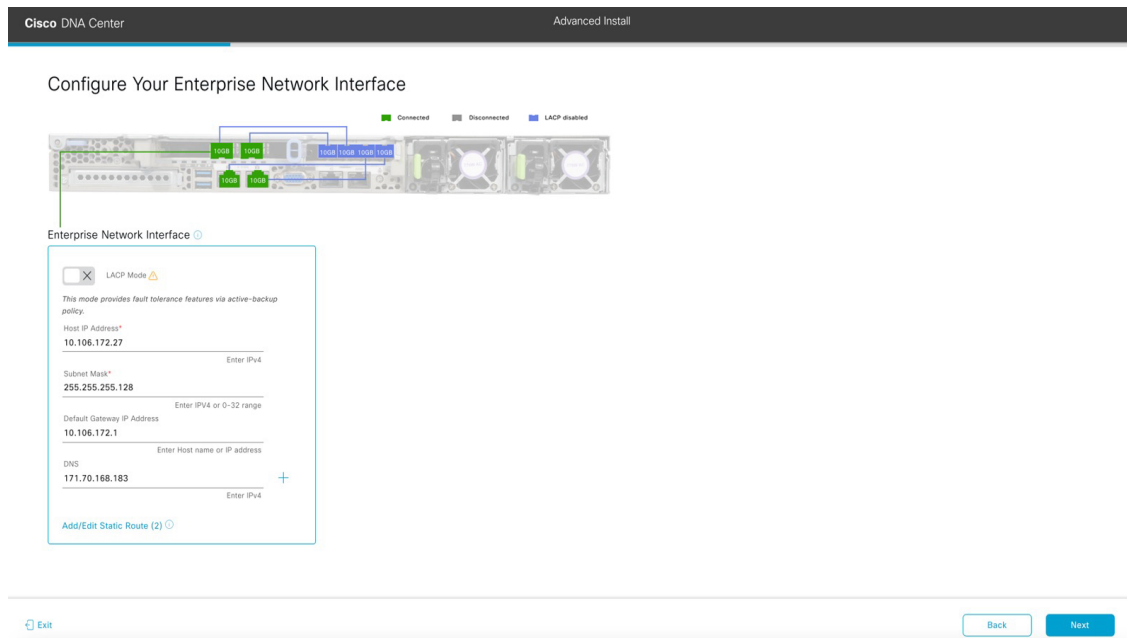 Cisco DNA Center
Advanced Install
Configure Your Enterprise Network Interface
Connected Disconnected LACP disabled
10GB 10GB 10GB 10GB 10GB 10GB
10GB 10GB
Enterprise Network Interface
LACP Mode
This mode provides fault tolerance features via active-backup
policy.
Host IP Address*
10.106.172.27
Enter IPv4
Subnet Mask*
255.255.255.128
Enter IPV4 or 0-32 range
Default Gateway IP Address
10.106.172.1
Enter Host name or IP address
DNS
171.70.168.183
Enter IPv4
Add/Edit Static Route (2)
Exit
Back
Next